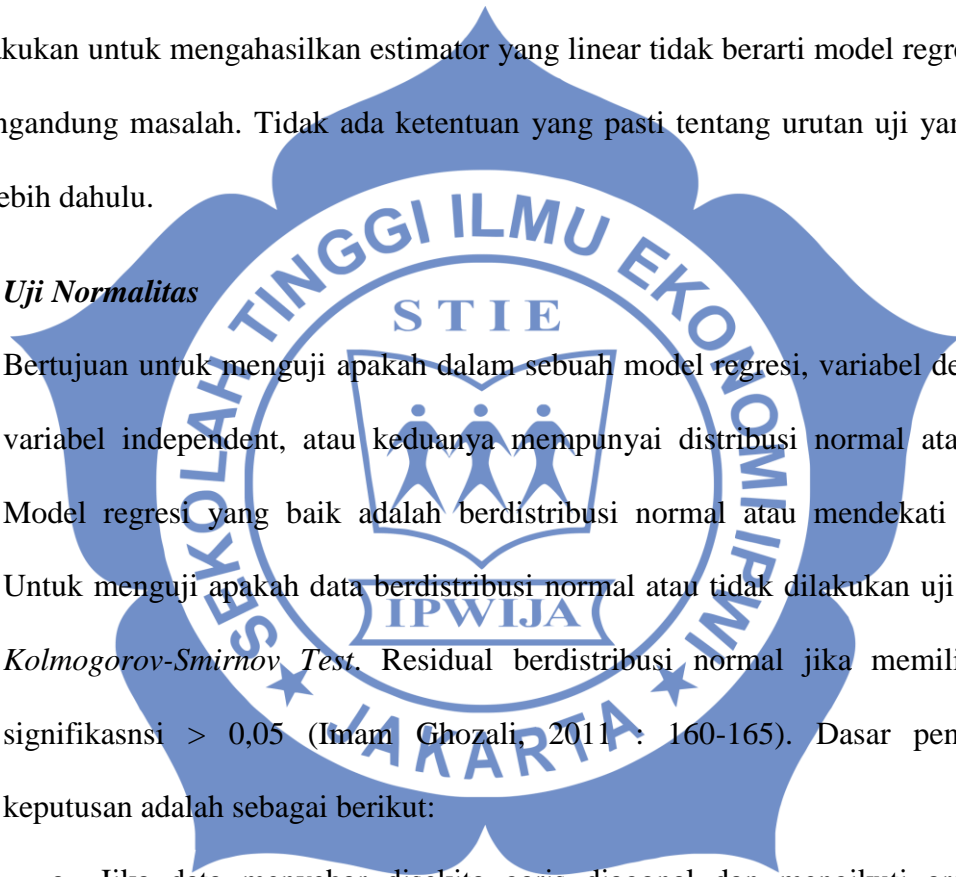 akukan untuk mengahasilkan estimator yang linear tidak berarti model regre
ngandung masalah. Tidak ada ketentuan yang pasti tentang urutan uji yan
lebih dahulu.
Uji Normalitas
Bertujuan untuk menguji apakah dalam sebuah model regresi, variabel de
variabel independent, atau keduanya mempunyai distribusi normal ata
Model regresi yang baik adalah berdistribusi normal atau mendekati
Untuk menguji apakah data berdistribusi normal atau tidak dilakukan uji
Kolmogorov-Smirnov Test. Residual berdistribusi normal jika memili
signifikasnsi > 0,05 (Imam Ghozali, 2011 : 160-165). Dasar pen
keputusan adalah sebagai berikut:
SEKOLAH TINGGI ILMU EKONOMI IPWI
STIE
IPWIJA
★ JAKARTA ★